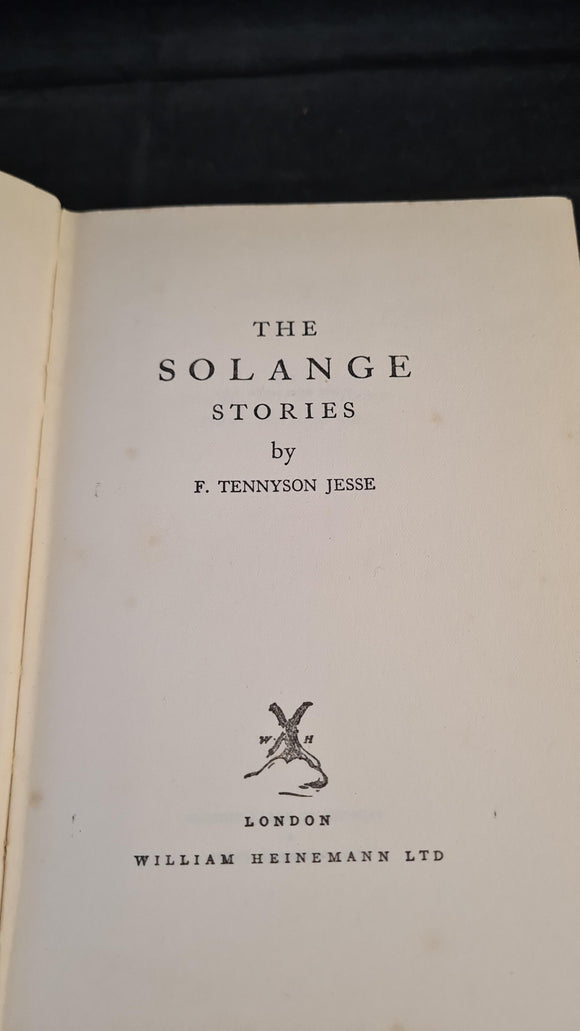 THE
SOLANGE
STORIES
by
F. TENNYSON JESSE
W H
LONDON
WILLIAM HEINEMANN LTD